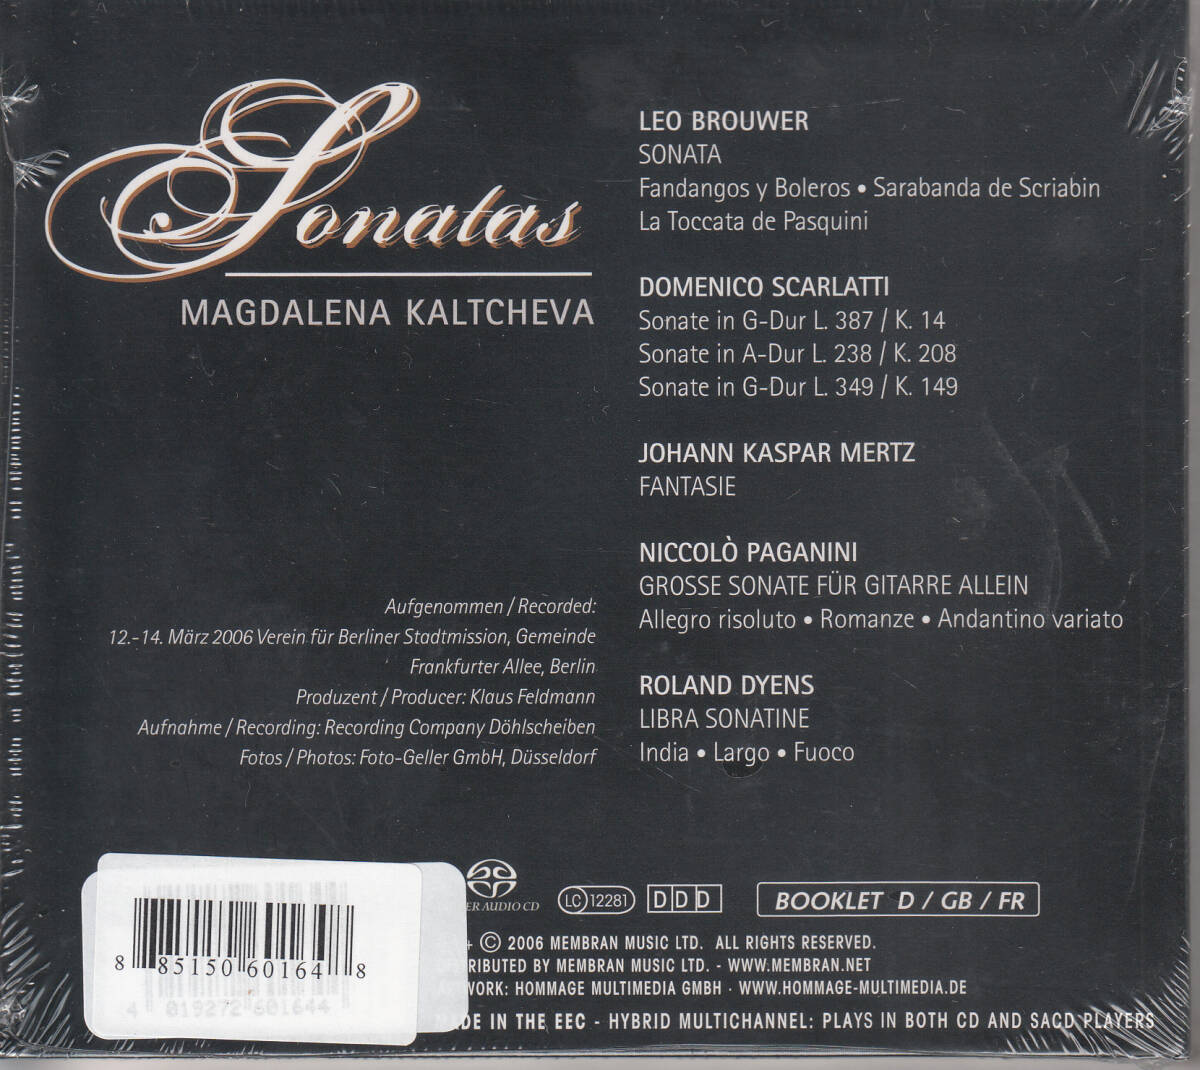 Sonatas
MAGDALENA KALTCHEVA
LEO BROUWER
SONATA
Fandangos y Boleros • Sarabanda de Scriabin
La Toccata de Pasquini
DOMENICO SCARLATTI
Sonate in G-Dur L. 387 / K. 14
Sonate in A-Dur L. 238 / K. 208
Sonate in G-Dur L. 349 / K. 149
JOHANN KASPAR MERTZ
FANTASIE
NICCOLÒ PAGANINI
GROSSE SONATE FÜR GITARRE ALLEIN
Allegro risoluto • Romanze • Andantino variato
ROLAND DYENS
LIBRA SONATINE
India • Largo • Fuoco
Aufgenommen / Recorded:
12.-14. März 2006 Verein für Berliner Stadtmission, Gemeinde
Frankfurter Allee, Berlin
Produzent / Producer: Klaus Feldmann
Aufnahme / Recording: Recording Company Döhlscheiben
Fotos / Photos: Foto-Geller GmbH, Düsseldorf
8 85150 60164 8
4 019272 601644
AUDIO CD
LC 12281
DDD
BOOKLET D / GB / FR
+ © 2006 MEMBRAN MUSIC LTD. ALL RIGHTS RESERVED.
TRIBUTED BY MEMBRAN MUSIC LTD. - WWW.MEMBRAN.NET
WORK: HOMMAGE MULTIMEDIA GMBH · WWW.HOMMAGE-MULTIMEDIA.DE
MADE IN THE EEC - HYBRID MULTICHANNEL: PLAYS IN BOTH CD AND SACD PLAYERS